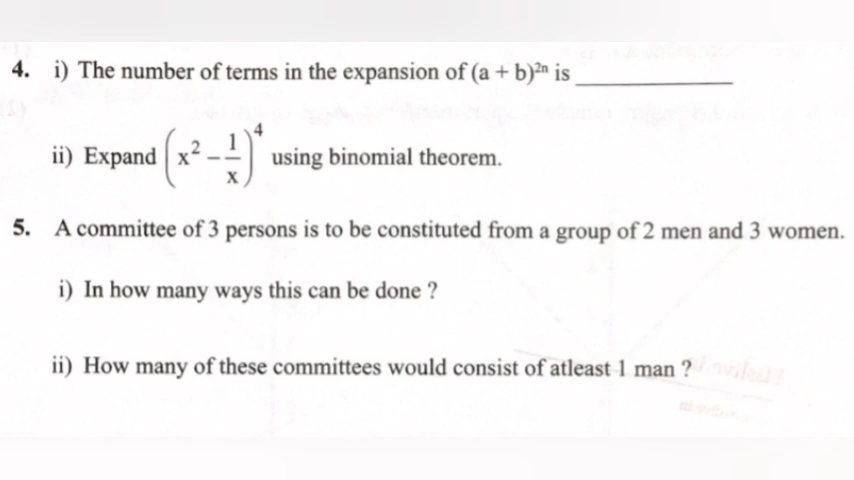 4. i) The number of terms in the expansion of (a + b)²ⁿ is ____________
ii) Expand (x² − 1/x)⁴ using binomial theorem.
5. A committee of 3 persons is to be constituted from a group of 2 men and 3 women.
i) In how many ways this can be done ?
ii) How many of these committees would consist of atleast 1 man ?